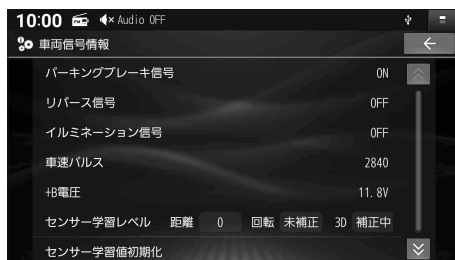 10:00 Audio OFF
車両信号情報
パーキングブレーキ信号 ON
リバース信号 OFF
イルミネーション信号 OFF
車速パルス 2840
+B電圧 11.8V
センサー学習レベル 距離 0 回転 未補正 3D 補正中
センサー学習値初期化